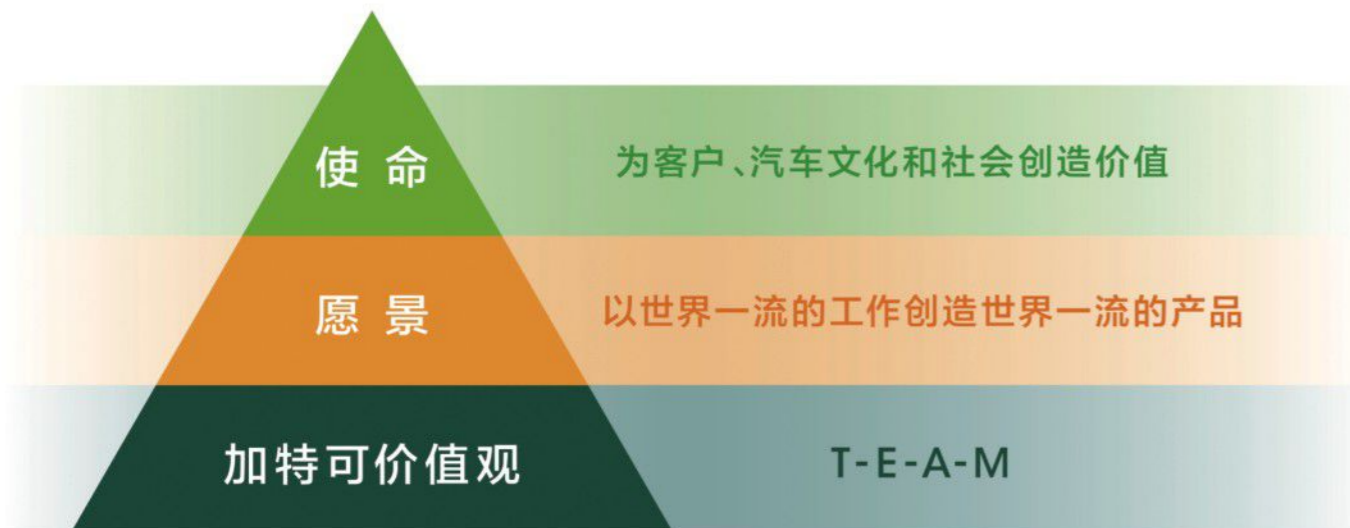 使命
为客户、汽车文化和社会创造价值
愿景
以世界一流的工作创造世界一流的产品
加特可价值观
T-E-A-M